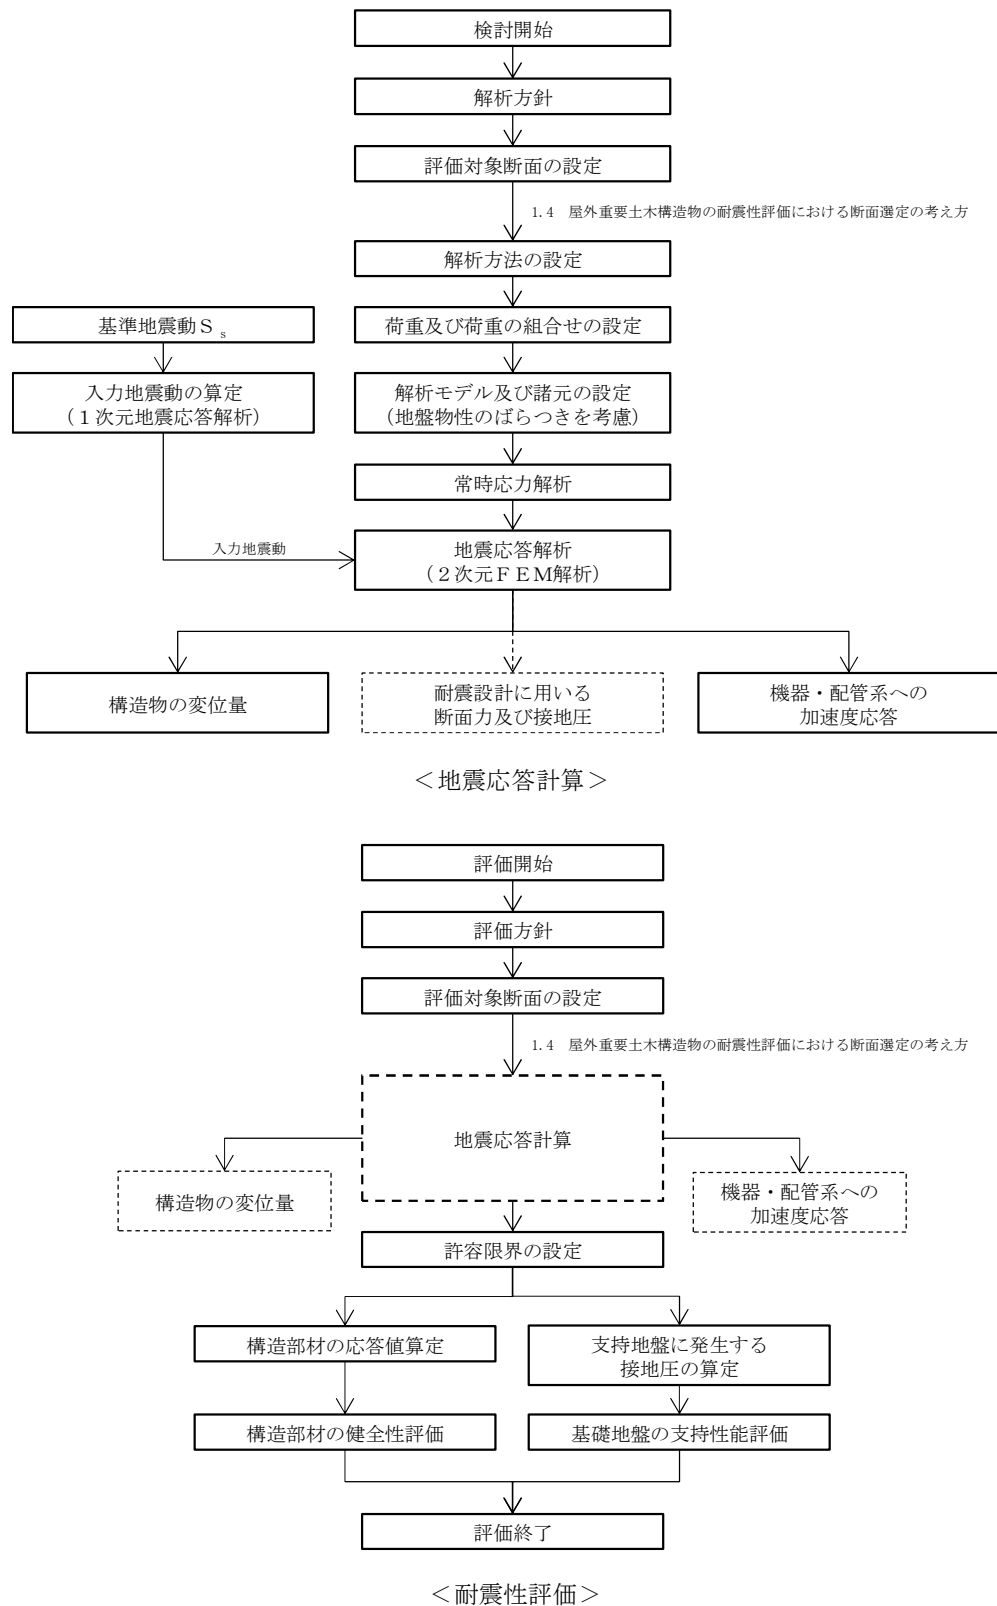 検討開始
解析方針
評価対象断面の設定
1.4 屋外重要土木構造物の耐震性評価における断面選定の考え方
解析方法の設定
基準地震動Ｓs
荷重及び荷重の組合せの設定
入力地震動の算定
（１次元地震応答解析）
解析モデル及び諸元の設定
（地盤物性のばらつきを考慮）
常時応力解析
入力地震動
地震応答解析
（２次元ＦＥＭ解析）
構造物の変位量
耐震設計に用いる
断面力及び接地圧
機器・配管系への
加速度応答
＜地震応答計算＞
評価開始
評価方針
評価対象断面の設定
1.4 屋外重要土木構造物の耐震性評価における断面選定の考え方
地震応答計算
構造物の変位量
機器・配管系への
加速度応答
許容限界の設定
構造部材の応答値算定
支持地盤に発生する
接地圧の算定
構造部材の健全性評価
基礎地盤の支持性能評価
評価終了
＜耐震性評価＞